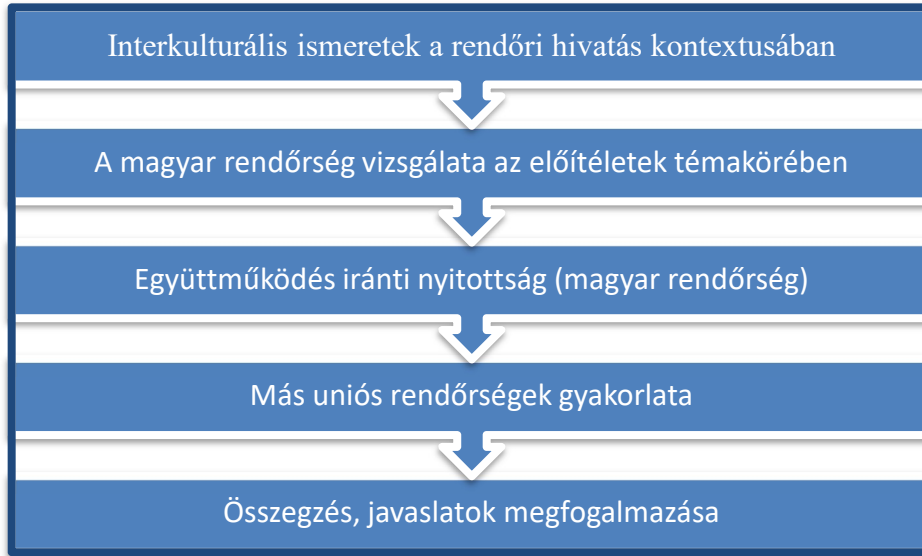 Interkulturális ismeretek a rendőri hivatás kontextusában
A magyar rendőrség vizsgálata az előítéletek témakörében
Együttműködés iránti nyitottság (magyar rendőrség)
Más uniós rendőrségek gyakorlata
Összegzés, javaslatok megfogalmazása